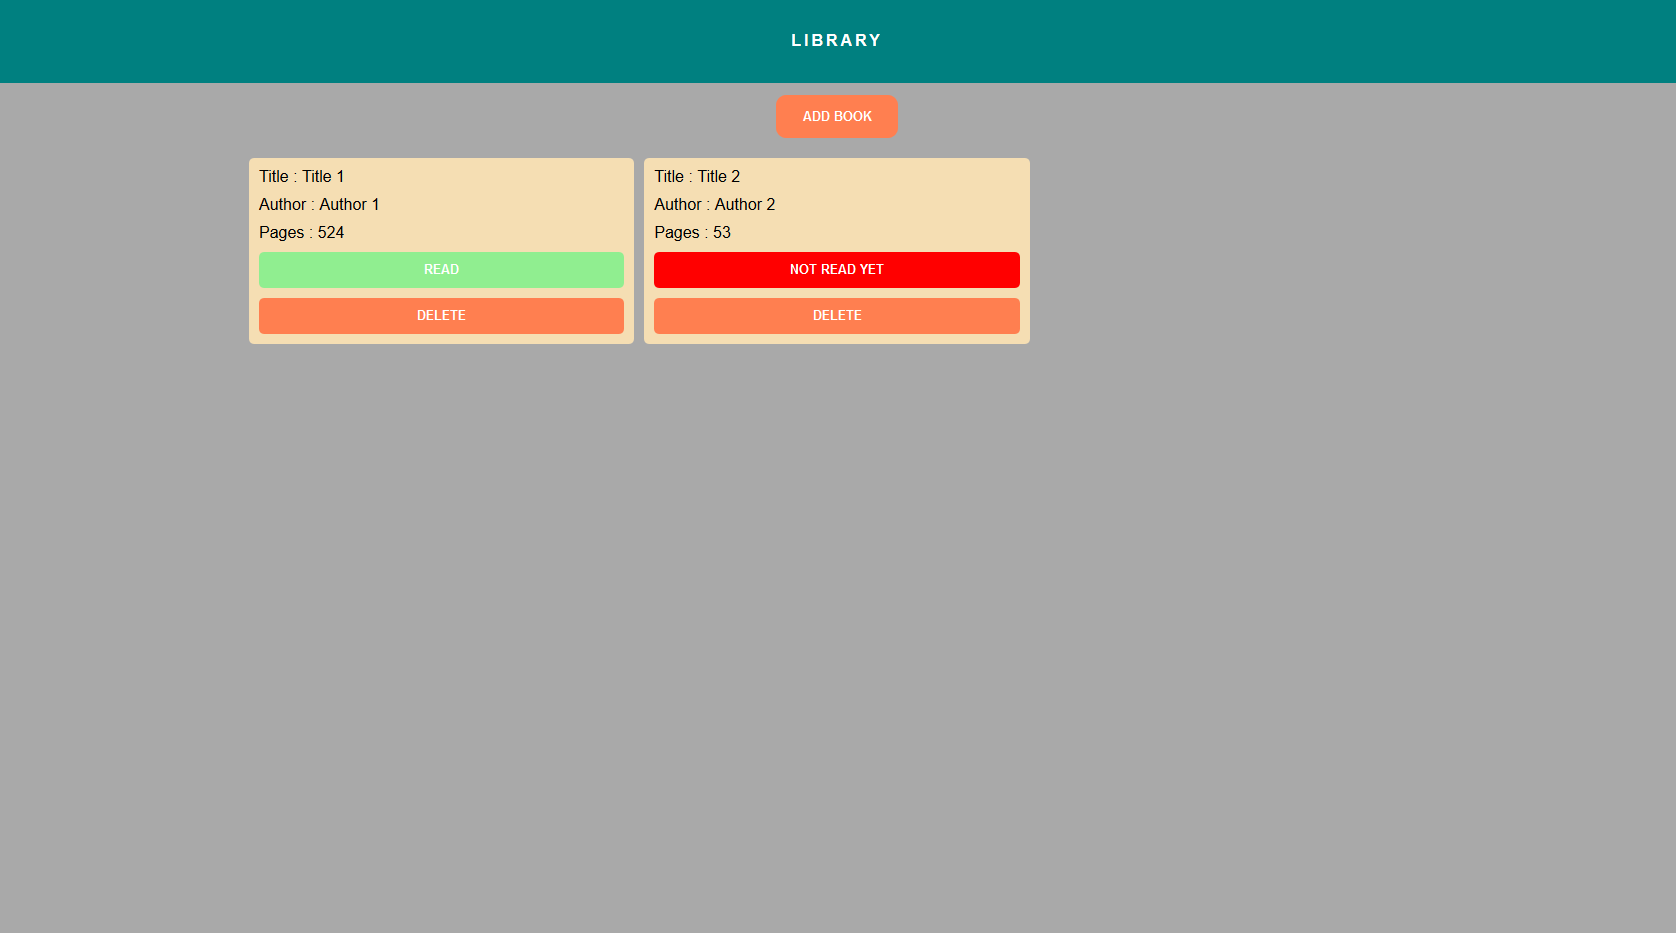 LIBRARY
ADD BOOK
Title : Title 1
Author : Author 1
Pages : 524
READ
DELETE
Title : Title 2
Author : Author 2
Pages : 53
NOT READ YET
DELETE